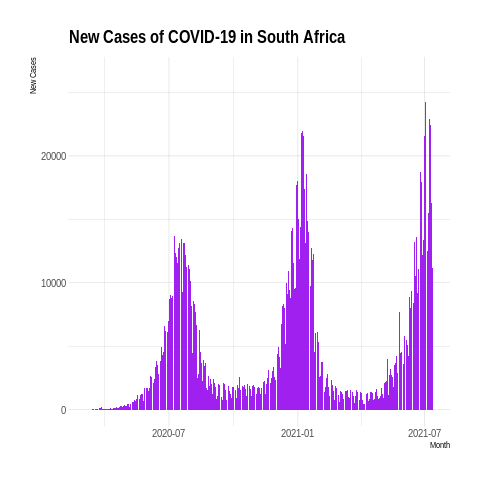 New Cases of COVID-19 in South Africa
New Cases
20000
10000
0
2020-07
2021-01
2021-07
Month